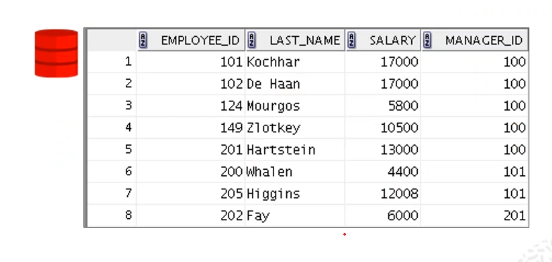 EMPLOYEE_ID LAST_NAME SALARY MANAGER_ID
1 101 Kochhar 17000 100
2 102 De Haan 17000 100
3 124 Mourgos 5800 100
4 149 Zlotkey 10500 100
5 201 Hartstein 13000 100
6 200 Whalen 4400 101
7 205 Higgins 12008 101
8 202 Fay 6000 201